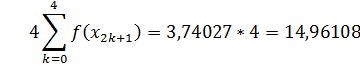 4 ∑_{k=0}^{4} f(x_{2k+1}) = 3,74027 * 4 = 14,96108